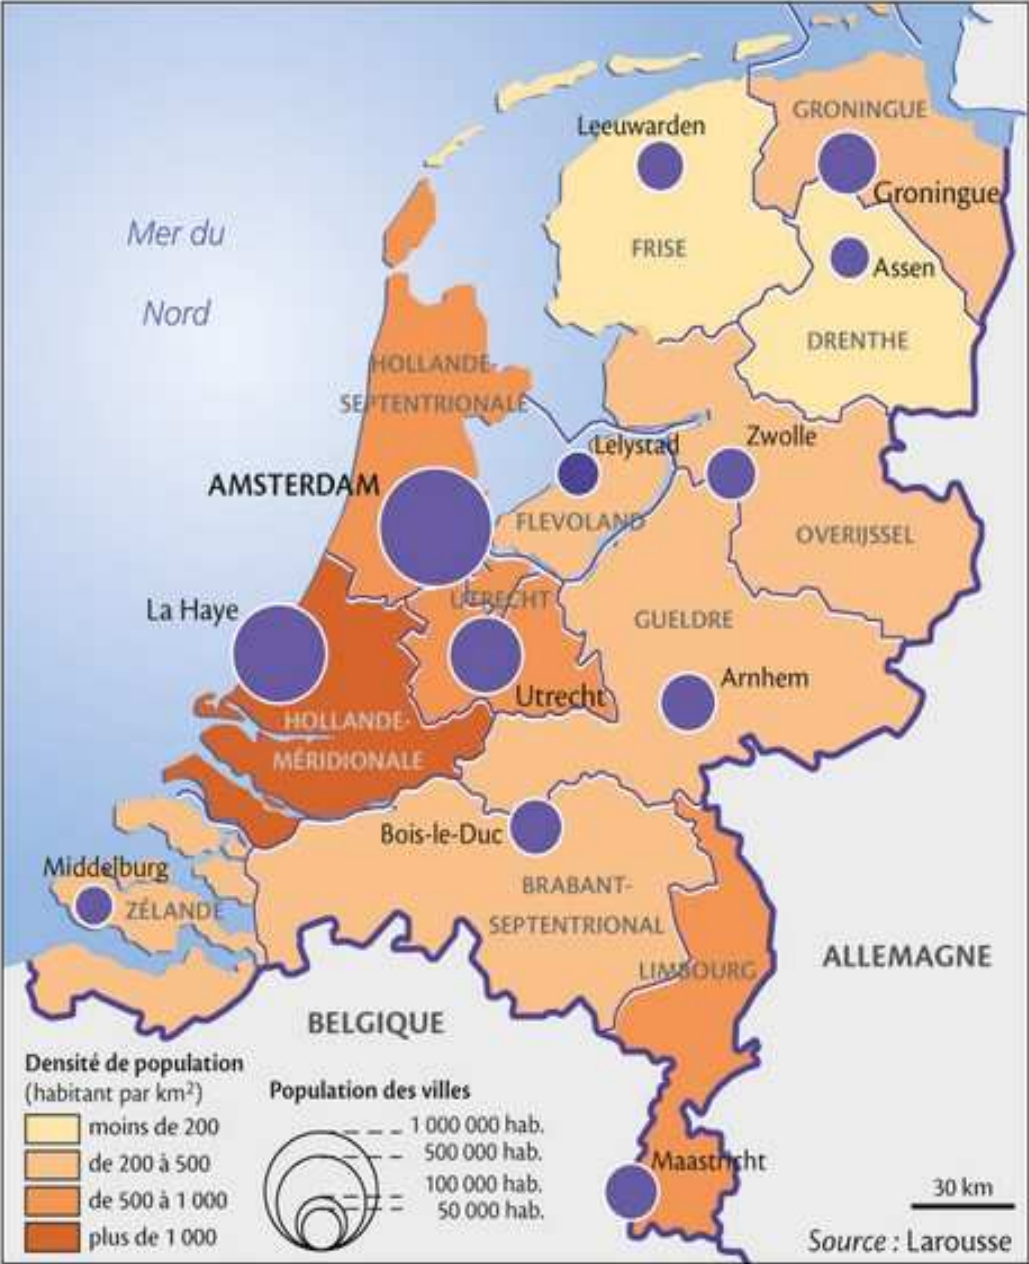 GRONINGUE
Leeuwarden
Groningue
Mer du
Nord
FRISE
Assen
DRENTHE
HOLLANDE-
SEPTENTRIONALE
Zwolle
Lelystad
AMSTERDAM
FLEVOLAND
OVERIJSSEL
UTRECHT
La Haye
GUELDRE
Arnhem
Utrecht
HOLLANDE-
MÉRIDIONALE
Bois-le-Duc
Middelburg
ZÉLANDE
BRABANT-
SEPTENTRIONAL
LIMBOURG
ALLEMAGNE
BELGIQUE
Densité de population
(habitant par km²)
moins de 200
de 200 à 500
de 500 à 1 000
plus de 1 000
Population des villes
1 000 000 hab.
500 000 hab.
100 000 hab.
50 000 hab.
Maastricht
30 km
Source : Larousse